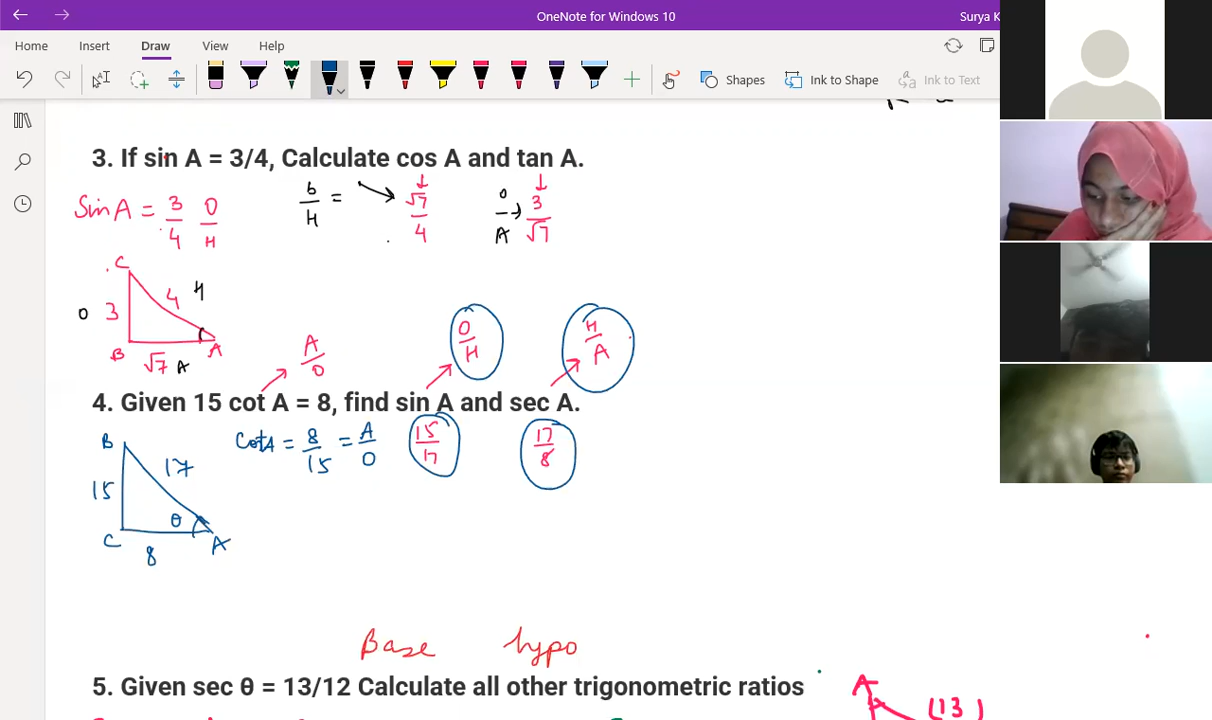 OneNote for Windows 10
Surya K
Home Insert Draw View Help
Shapes Ink to Shape Ink to Text
3. If sin A = 3/4, Calculate cos A and tan A.
Sin A = 3/4 O/H
b/H = √7/4
O/A → 3/√7
C
3 4 H
O
B √7 A A
A/O
O/H
H/A
4. Given 15 cot A = 8, find sin A and sec A.
Cot A = 8/15 = A/O
15/17
17/8
B
15 17
θ
C 8 A
Base hypo
5. Given sec θ = 13/12 Calculate all other trigonometric ratios
A
(13)